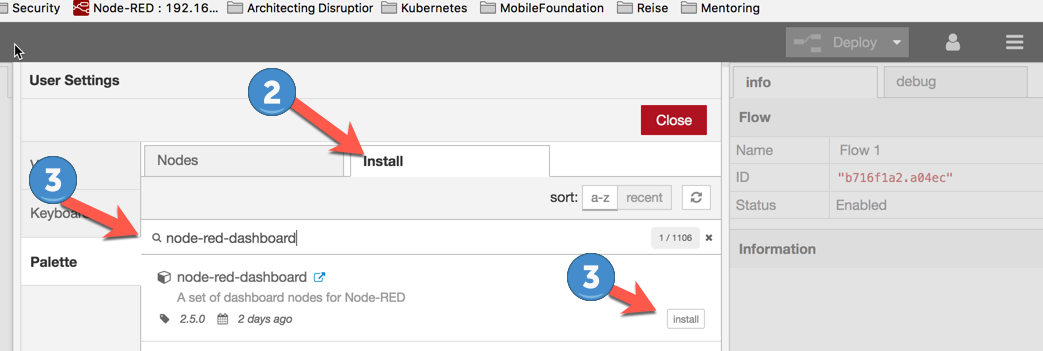 Security Node-RED : 192.16... Architecting Disruptior Kubernetes MobileFoundation Reise Mentoring
Deploy
User Settings
info debug
2
Close
Flow
Nodes Install
Name Flow 1
3
ID "b716f1a2.a04ec"
sort: a-z recent
Status Enabled
Keyboard
node-red-dashboard 1 / 1106
Information
Palette
node-red-dashboard
3
A set of dashboard nodes for Node-RED
2.5.0 2 days ago
install